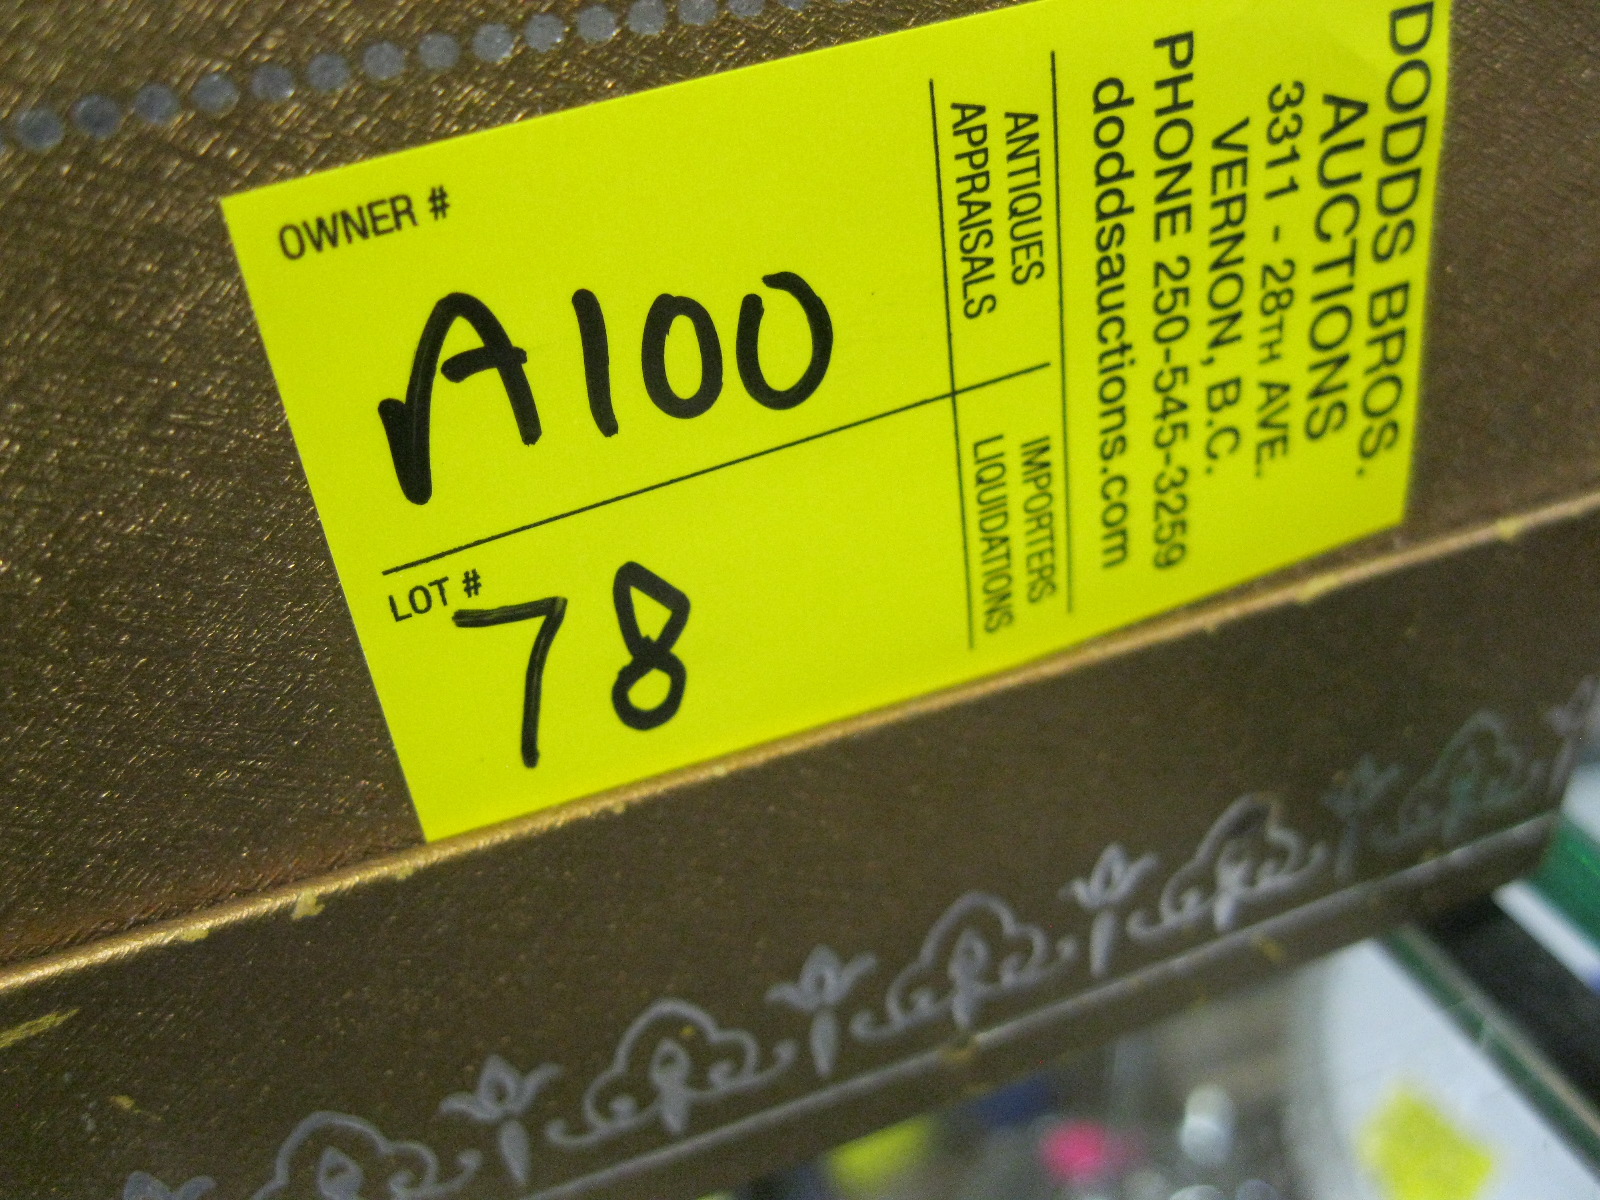 DODDS BROS.
AUCTIONS
3311 - 28TH AVE.
VERNON, B.C.
PHONE 250-545-3259
doddsauctions.com
ANTIQUES
APPRAISALS
IMPORTERS
LIQUIDATIONS
OWNER #
A100
LOT #
78